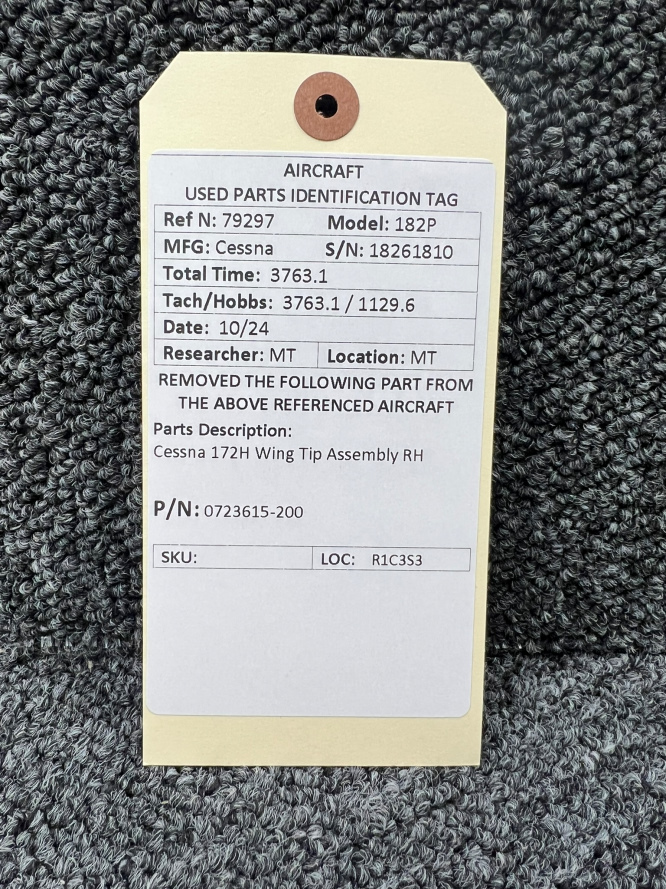 AIRCRAFT
USED PARTS IDENTIFICATION TAG
Ref N: 79297 Model: 182P
MFG: Cessna S/N: 18261810
Total Time: 3763.1
Tach/Hobbs: 3763.1 / 1129.6
Date: 10/24
Researcher: MT Location: MT
REMOVED THE FOLLOWING PART FROM
THE ABOVE REFERENCED AIRCRAFT
Parts Description:
Cessna 172H Wing Tip Assembly RH
P/N: 0723615-200
SKU: LOC: R1C3S3